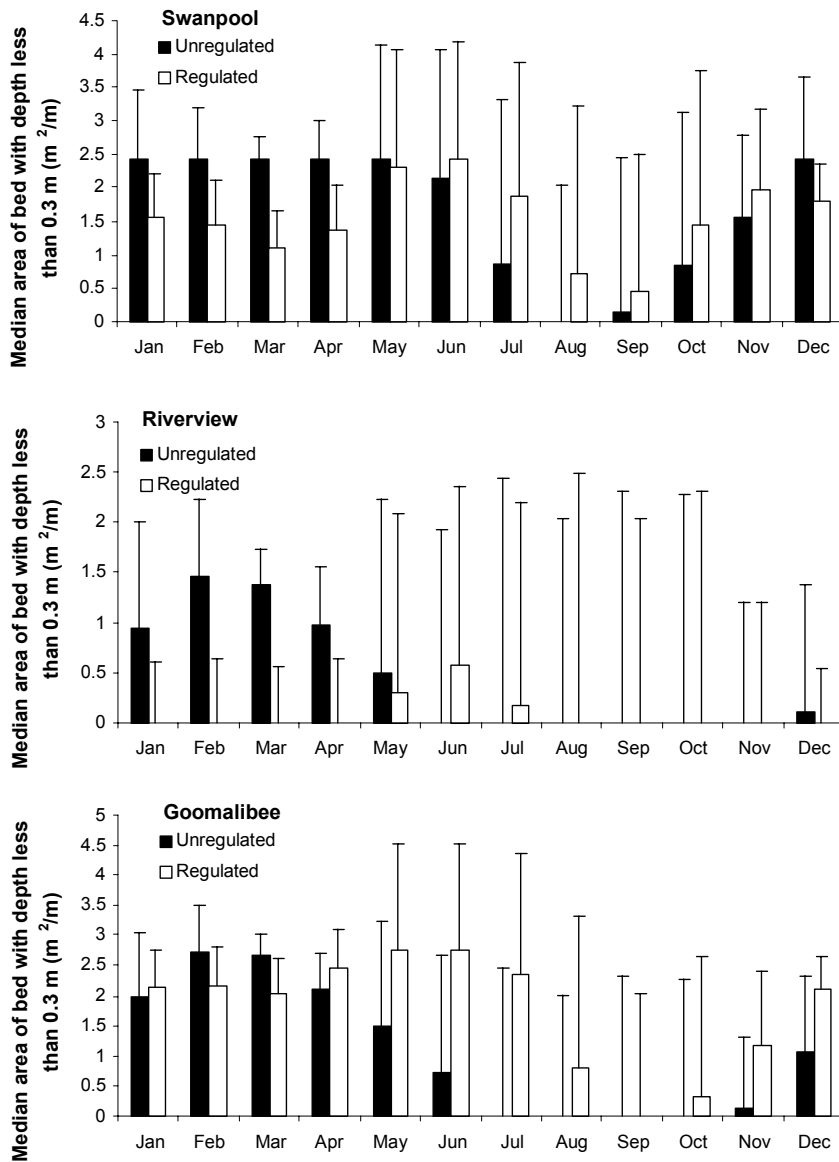 Swanpool
Unregulated
Regulated
Median area of bed with depth less
than 0.3 m (m ²/m)
4.5
4
3.5
3
2.5
2
1.5
1
0.5
0
Jan Feb Mar Apr May Jun Jul Aug Sep Oct Nov Dec
Riverview
Unregulated
Regulated
Median area of bed with depth less
than 0.3 m (m ²/m)
3
2.5
2
1.5
1
0.5
0
Jan Feb Mar Apr May Jun Jul Aug Sep Oct Nov Dec
Goomalibee
Unregulated
Regulated
Median area of bed with depth less
than 0.3 m (m ²/m)
5
4.5
4
3.5
3
2.5
2
1.5
1
0.5
0
Jan Feb Mar Apr May Jun Jul Aug Sep Oct Nov Dec